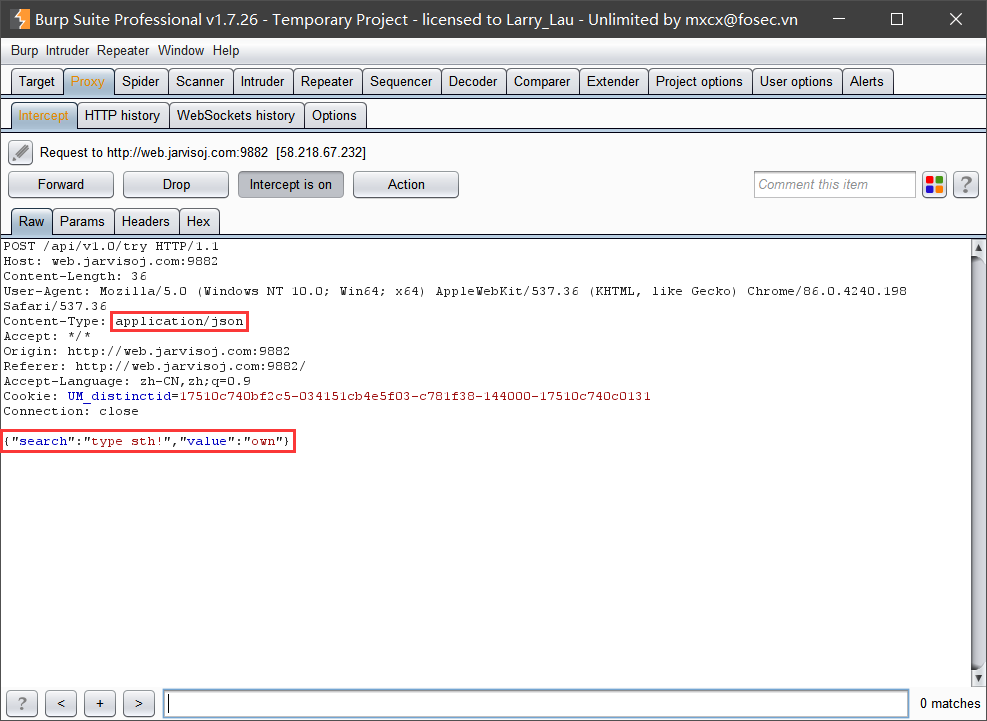 Burp Suite Professional v1.7.26 - Temporary Project - licensed to Larry_Lau - Unlimited by mxcx@fosec.vn
Burp Intruder Repeater Window Help
Target Proxy Spider Scanner Intruder Repeater Sequencer Decoder Comparer Extender Project options User options Alerts
Intercept HTTP history WebSockets history Options
Request to http://web.jarvisoj.com:9882 [58.218.67.232]
Forward Drop Intercept is on Action Comment this item ?
Raw Params Headers Hex
POST /api/v1.0/try HTTP/1.1
Host: web.jarvisoj.com:9882
Content-Length: 36
User-Agent: Mozilla/5.0 (Windows NT 10.0; Win64; x64) AppleWebKit/537.36 (KHTML, like Gecko) Chrome/86.0.4240.198
Safari/537.36
Content-Type: application/json
Accept: */*
Origin: http://web.jarvisoj.com:9882
Referer: http://web.jarvisoj.com:9882/
Accept-Language: zh-CN,zh;q=0.9
Cookie: UM_distinctid=17510c740bf2c5-034151cb4e5f03-c781f38-144000-17510c740c0131
Connection: close
{"search":"type sth!","value":"own"}
? < + > 0 matches